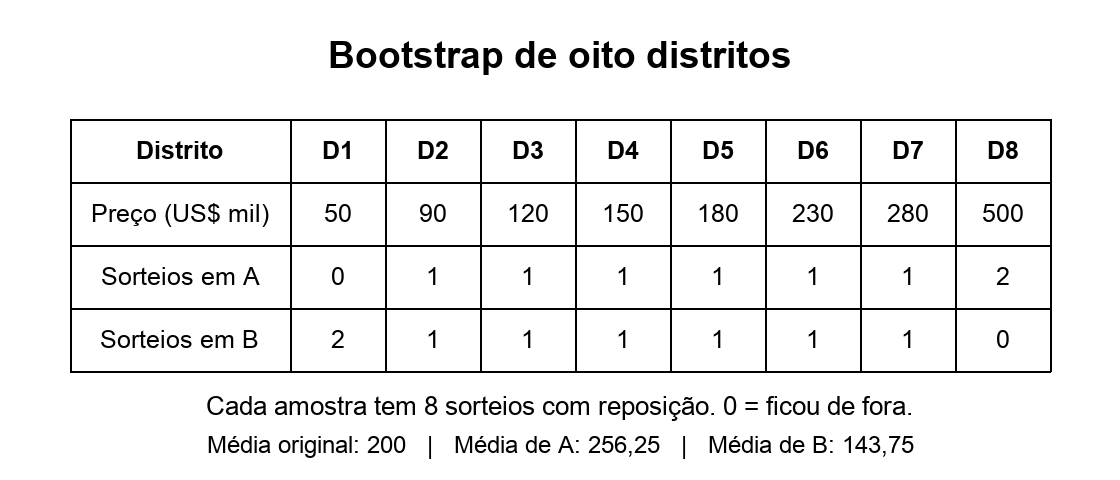 Bootstrap de oito distritos
Distrito D1 D2 D3 D4 D5 D6 D7 D8
Preço (US$ mil) 50 90 120 150 180 230 280 500
Sorteios em A 0 1 1 1 1 1 1 2
Sorteios em B 2 1 1 1 1 1 1 0
Cada amostra tem 8 sorteios com reposição. 0 = ficou de fora.
Média original: 200 | Média de A: 256,25 | Média de B: 143,75